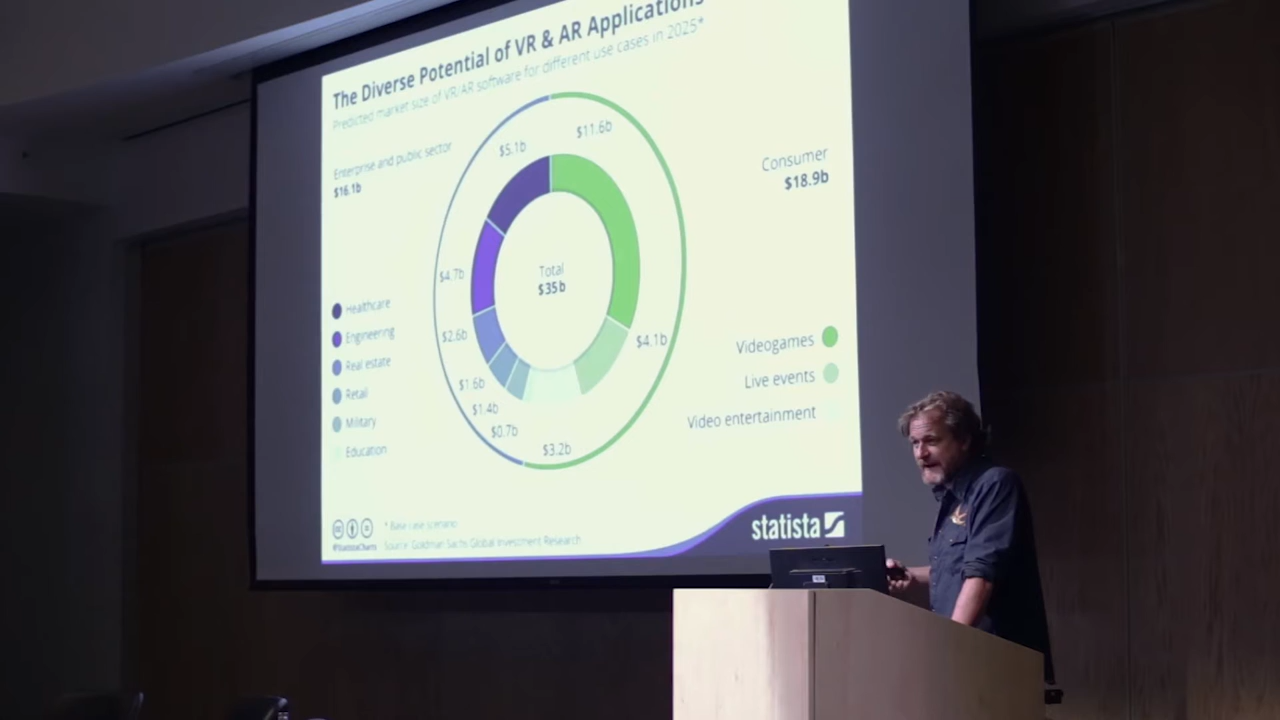 The Diverse Potential of VR & AR Applications
Predicted market size of VR/AR software for different use cases in 2025*
Enterprise and public sector
$16.1b
Consumer
$18.9b
$5.1b
$11.6b
$4.7b
Total
$35b
$2.6b
$4.1b
$1.6b
$1.4b
$0.7b
$3.2b
Healthcare
Engineering
Real estate
Retail
Military
Education
Videogames
Live events
Video entertainment
* Base case scenario
@StatistaCharts
Source: Goldman Sachs Global Investment Research
statista